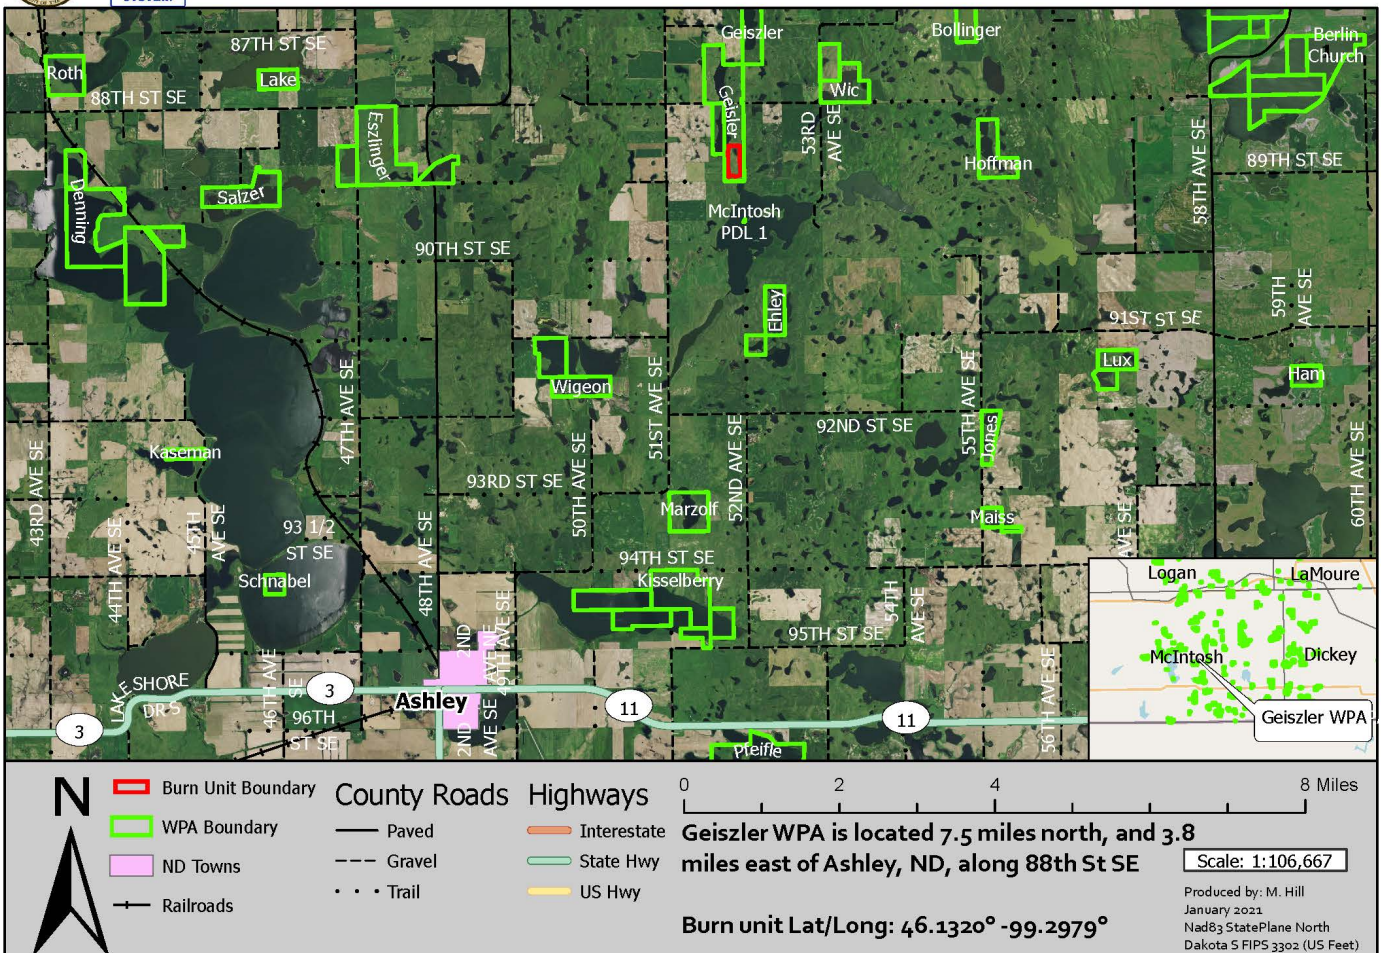 Geiszler
Bollinger
Berlin
Church
87TH ST SE
Roth
Lake
88TH ST SE
Wic
Geisler
Eszlinger
53RD
AVE SE
Hoffman
58TH AVE SE
89TH ST SE
Denning
Salzer
McIntosh
PDL 1
90TH ST SE
Ehley
59TH
AVE SE
91ST ST SE
Lux
Ham
47TH AVE SE
Wigeon
51ST AVE SE
55TH AVE SE
Jones
92ND ST SE
52ND AVE SE
43RD AVE SE
Kaseman
50TH AVE SE
60TH AVE SE
93RD ST SE
44TH AVE SE
45TH
AVE SE
93 1/2
ST SE
Marzolf
Maiss
AVE SE
48TH AVE SE
94TH ST SE
Schnabel
Kisselberry
54TH
AVE SE
95TH ST SE
2ND
AVE NE
49TH AVE SE
46TH AVE
SE
56TH AVE SE
LAKE SHORE
DR S
3
3
96TH
ST SE
Ashley
2ND
AVE SE
11
11
Pfeifle
Logan
LaMoure
McIntosh
Dickey
Geiszler WPA
N
Burn Unit Boundary
WPA Boundary
ND Towns
Railroads
County Roads
Paved
Gravel
Trail
Highways
Interestate
State Hwy
US Hwy
0 2 4 8 Miles
Geiszler WPA is located 7.5 miles north, and 3.8
miles east of Ashley, ND, along 88th St SE
Burn unit Lat/Long: 46.1320° -99.2979°
Scale: 1:106,667
Produced by: M. Hill
January 2021
Nad83 StatePlane North
Dakota S FIPS 3302 (US Feet)